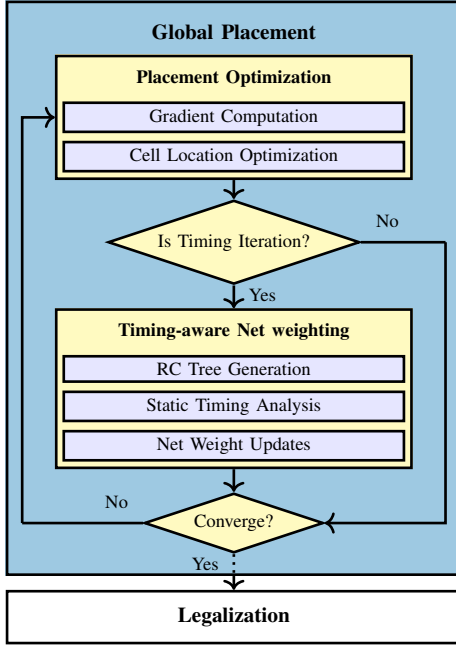 Global Placement
Placement Optimization
Gradient Computation
Cell Location Optimization
Is Timing Iteration?
No
Yes
Timing-aware Net weighting
RC Tree Generation
Static Timing Analysis
Net Weight Updates
No
Converge?
Yes
Legalization